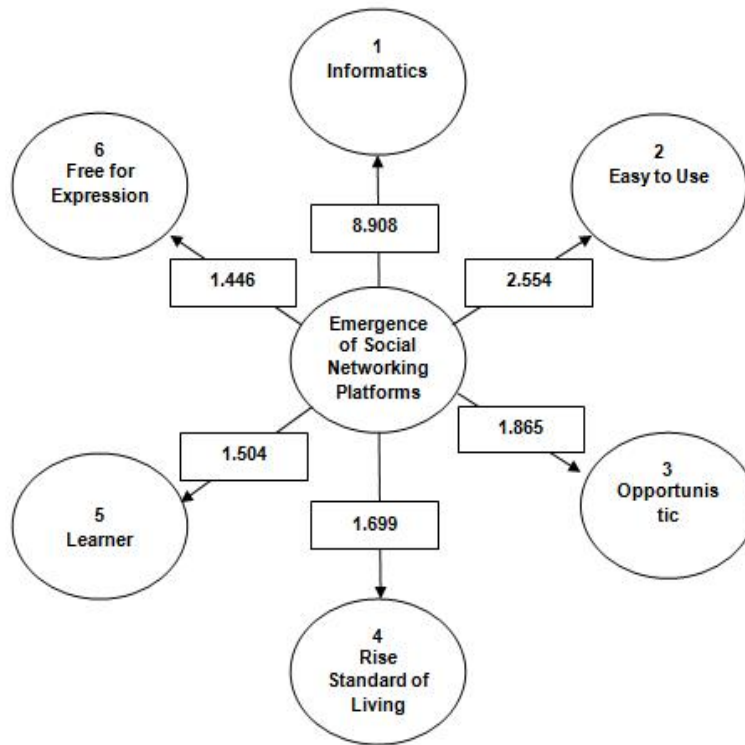 1
Informatics
6
Free for
Expression
2
Easy to Use
8.908
1.446
2.554
Emergence
of Social
Networking
Platforms
1.504
1.865
5
Learner
3
Opportunis
tic
1.699
4
Rise
Standard of
Living